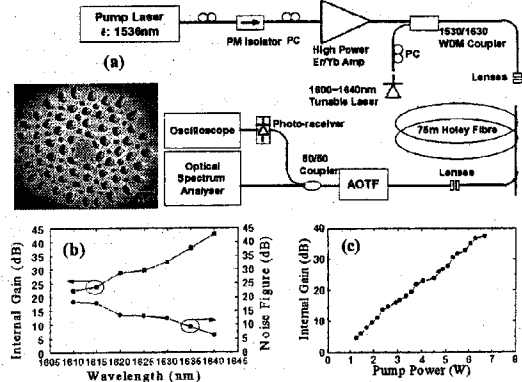 Pump Laser
ℓ: 1536nm
(a)
PM Isolator
PC
High Power
Er/Yb Amp
PC
1530/1630
WDM Coupler
1600~1640nm
Tunable Laser
Lenses
Oscilloscope
Photo-receiver
75m Holey Fibre
Optical
Spectrum
Analyser
50/50
Coupler
AOTF
Lenses
(b)
Internal Gain (dB)
45
40
35
30
25
20
15
10
5
0
Noise Figure (dB)
45
40
35
30
25
20
15
10
5
0
1605 1610 1615 1620 1625 1630 1635 1640 1645
Wavelength (nm)
(c)
Internal Gain (dB)
40
30
20
10
0
0 1 2 3 4 5 6 7 8
Pump Power (W)